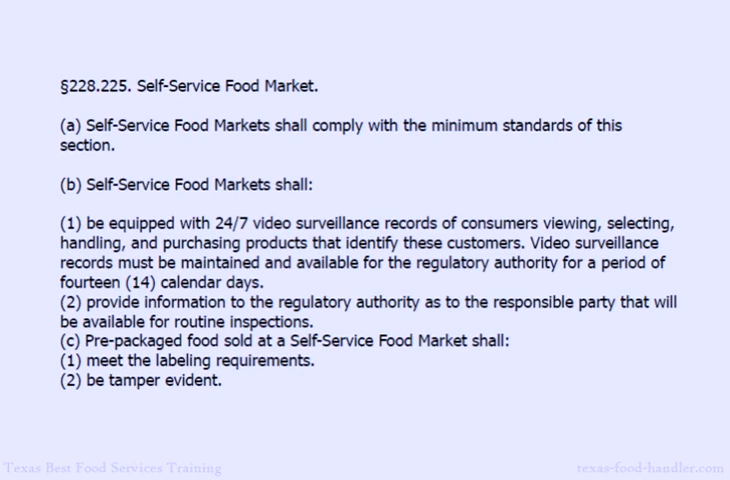 §228.225. Self-Service Food Market.
(a) Self-Service Food Markets shall comply with the minimum standards of this
section.
(b) Self-Service Food Markets shall:
(1) be equipped with 24/7 video surveillance records of consumers viewing, selecting,
handling, and purchasing products that identify these customers. Video surveillance
records must be maintained and available for the regulatory authority for a period of
fourteen (14) calendar days.
(2) provide information to the regulatory authority as to the responsible party that will
be available for routine inspections.
(c) Pre-packaged food sold at a Self-Service Food Market shall:
(1) meet the labeling requirements.
(2) be tamper evident.
Texas Best Food Services Training
texas-food-handler.com